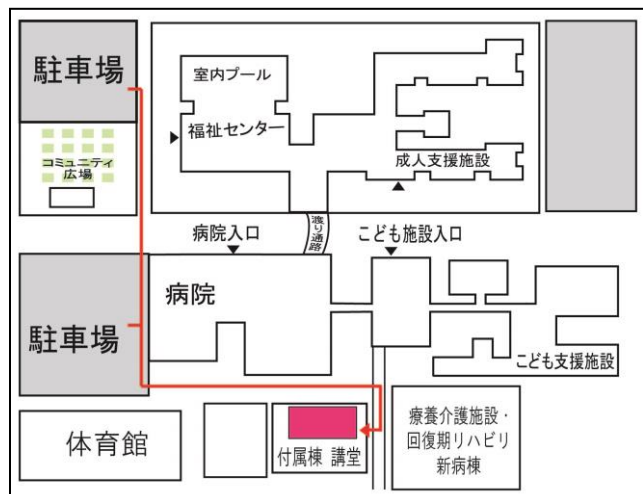 駐車場
コミュニティ
広場
室内プール
福祉センター
成人支援施設
渡り通路
病院入口
こども施設入口
駐車場
病院
こども支援施設
体育館
付属棟 講堂
療養介護施設・
回復期リハビリ
新病棟